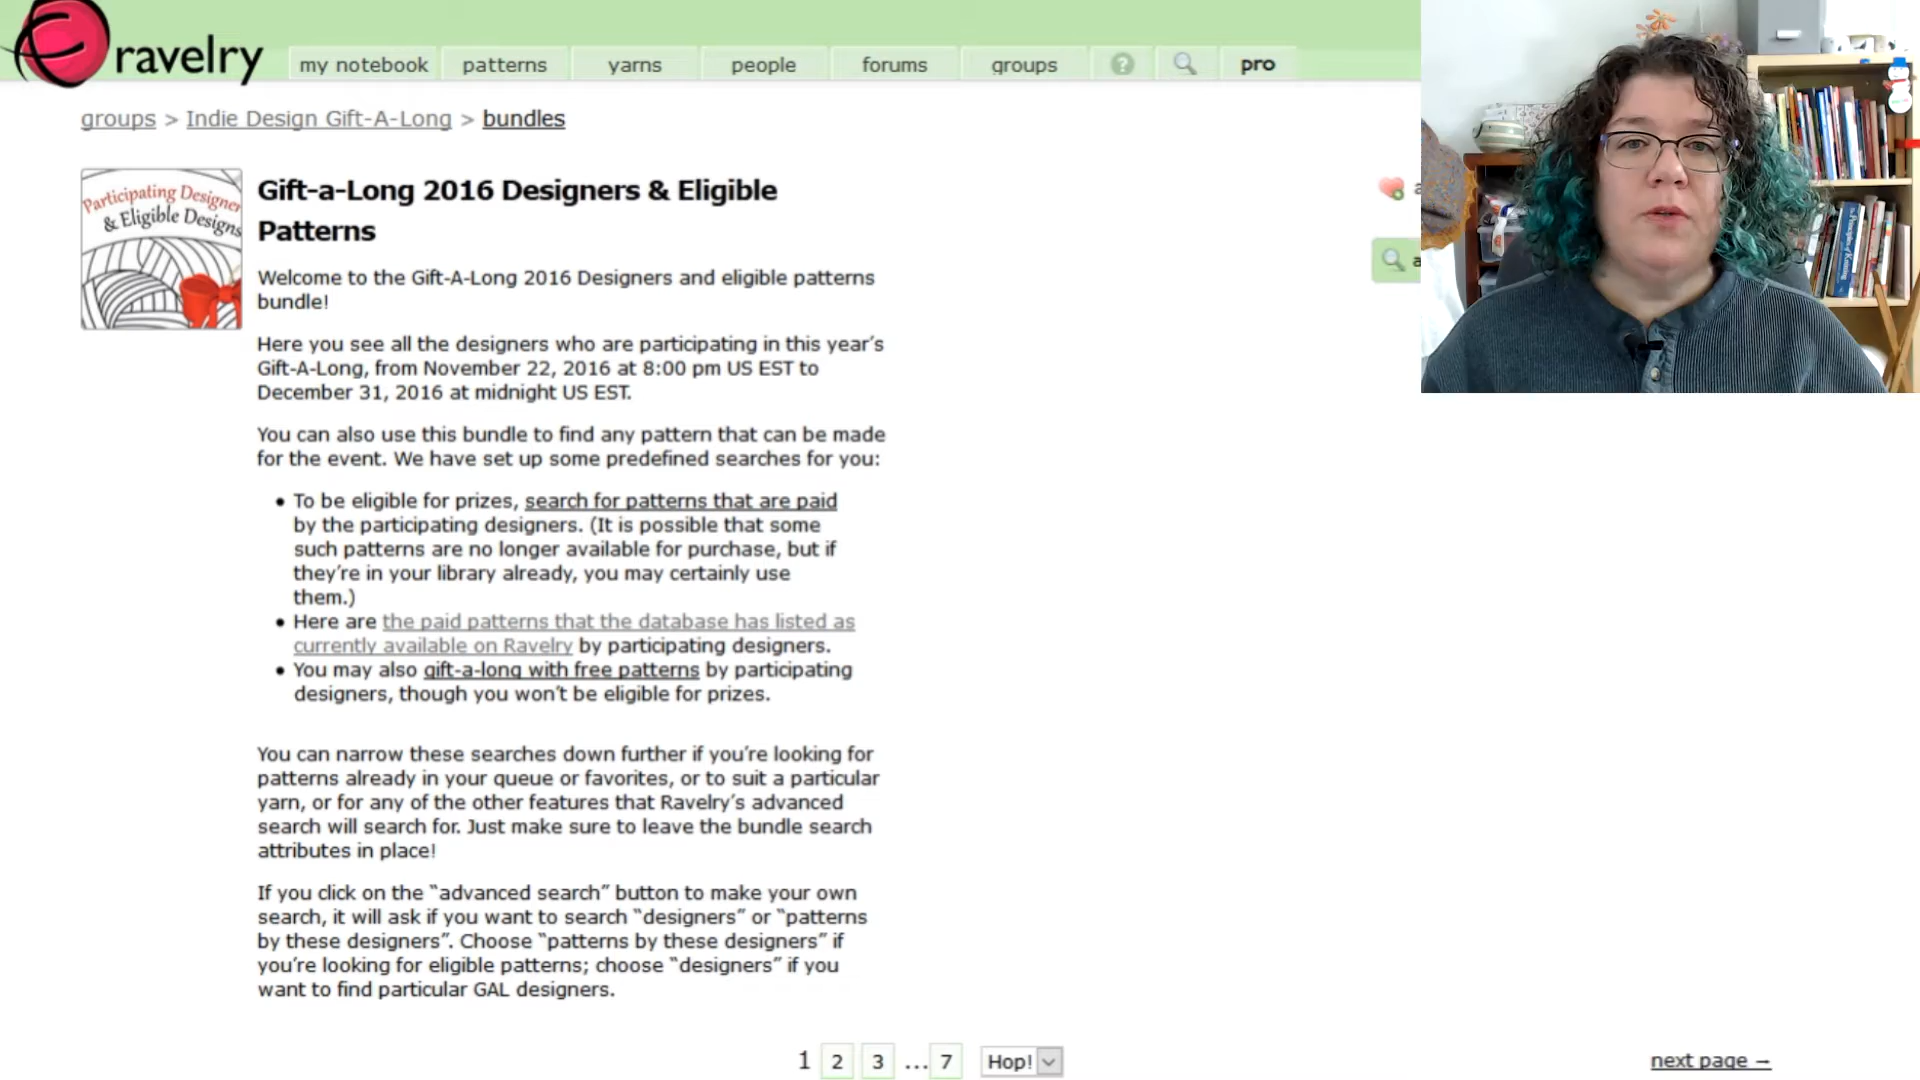 ravelry
my notebook patterns yarns people forums groups ? pro
groups > Indie Design Gift-A-Long > bundles
Participating Designer
& Eligible Designs
Gift-a-Long 2016 Designers & Eligible
Patterns
Welcome to the Gift-A-Long 2016 Designers and eligible patterns
bundle!
Here you see all the designers who are participating in this year's
Gift-A-Long, from November 22, 2016 at 8:00 pm US EST to
December 31, 2016 at midnight US EST.
You can also use this bundle to find any pattern that can be made
for the event. We have set up some predefined searches for you:
• To be eligible for prizes, search for patterns that are paid
by the participating designers. (It is possible that some
such patterns are no longer available for purchase, but if
they're in your library already, you may certainly use
them.)
• Here are the paid patterns that the database has listed as
currently available on Ravelry by participating designers.
• You may also gift-a-long with free patterns by participating
designers, though you won't be eligible for prizes.
You can narrow these searches down further if you're looking for
patterns already in your queue or favorites, or to suit a particular
yarn, or for any of the other features that Ravelry's advanced
search will search for. Just make sure to leave the bundle search
attributes in place!
If you click on the “advanced search” button to make your own
search, it will ask if you want to search “designers” or “patterns
by these designers”. Choose “patterns by these designers” if
you're looking for eligible patterns; choose “designers” if you
want to find particular GAL designers.
1 2 3 ... 7 Hop!
next page →